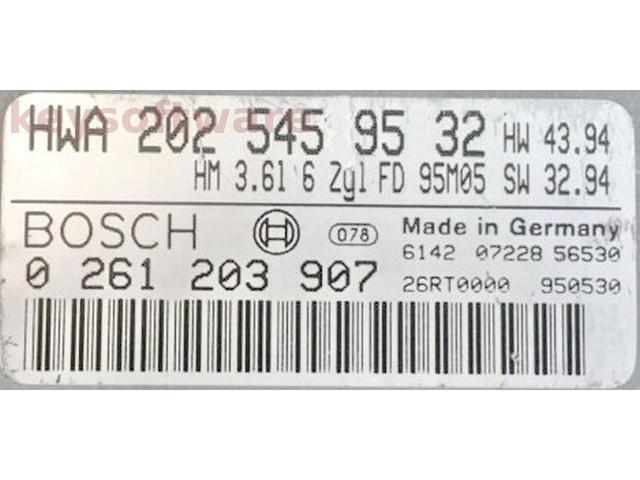 keysoftware
HWA 202 545 95 32 HW 43.94
HM 3.61 6 Zyl FD 95M05 SW 32.94
BOSCH 078 Made in Germany
6142 07228 56530
0 261 203 907 26RT0000 950530